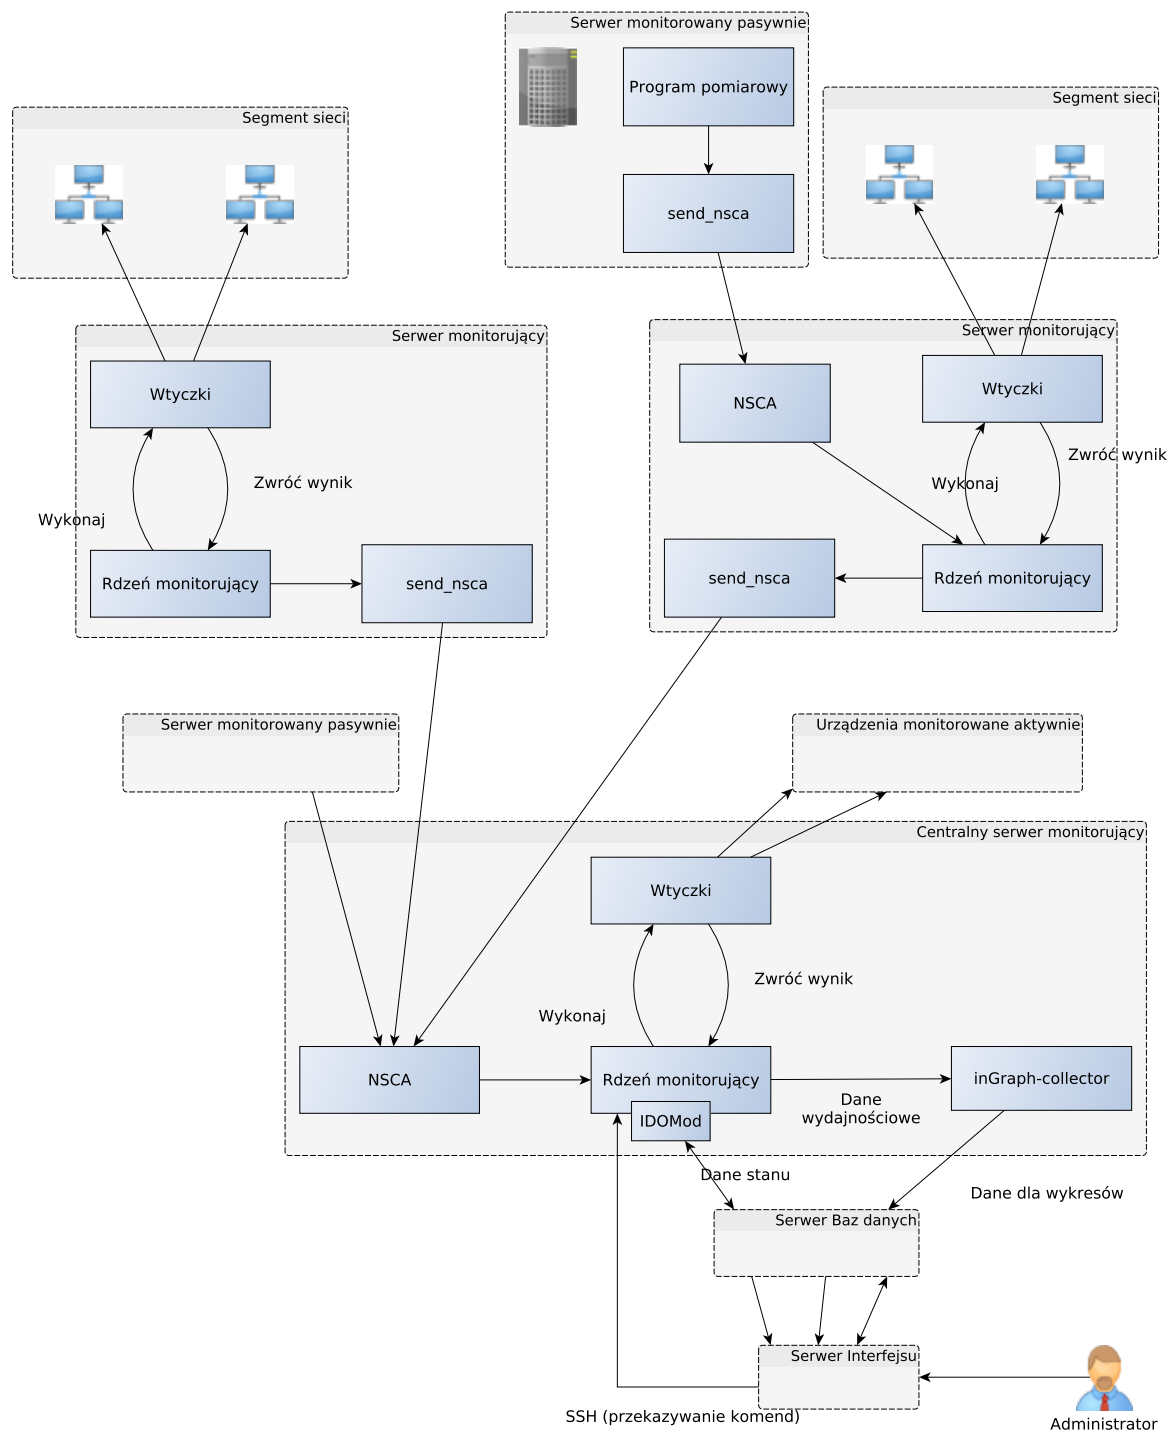 Serwer monitorowany pasywnie
Program pomiarowy
send_nsca
Segment sieci
Segment sieci
Serwer monitorujący
Wtyczki
Zwróć wynik
Wykonaj
Rdzeń monitorujący
send_nsca
Serwer monitorujący
NSCA
Wtyczki
Zwróć wynik
Wykonaj
send_nsca
Rdzeń monitorujący
Serwer monitorowany pasywnie
Urządzenia monitorowane aktywnie
Centralny serwer monitorujący
Wtyczki
Zwróć wynik
Wykonaj
NSCA
Rdzeń monitorujący
inGraph-collector
Dane
wydajnościowe
IDOMod
Dane stanu
Dane dla wykresów
Serwer Baz danych
Serwer Interfejsu
SSH (przekazywanie komend)
Administrator